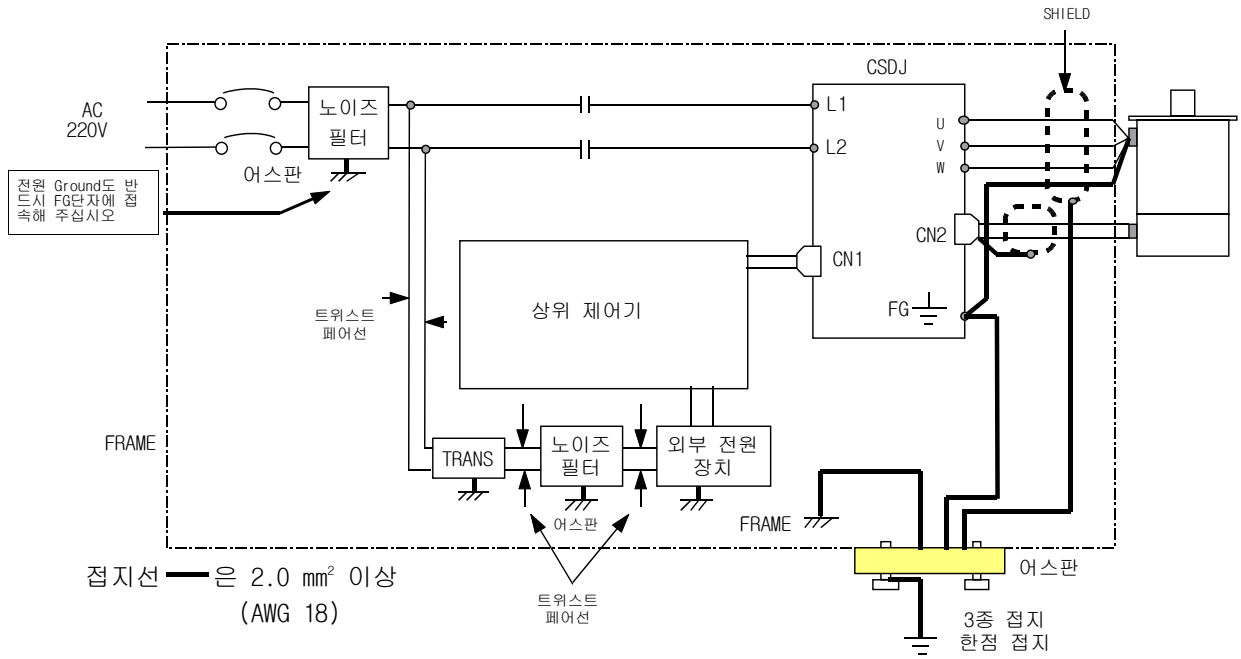 SHIELD
CSDJ
AC
220V
노이즈
필터
L1
L2
U
V
W
어스판
전원 Ground도 반
드시 FG단자에 접
속해 주십시오
CN2
CN1
상위 제어기
FG
트위스트
페어선
FRAME
TRANS
노이즈
필터
외부 전원
장치
어스판
FRAME
어스판
접지선 은 2.0 mm² 이상
(AWG 18)
트위스트
페어선
3종 접지
한점 접지